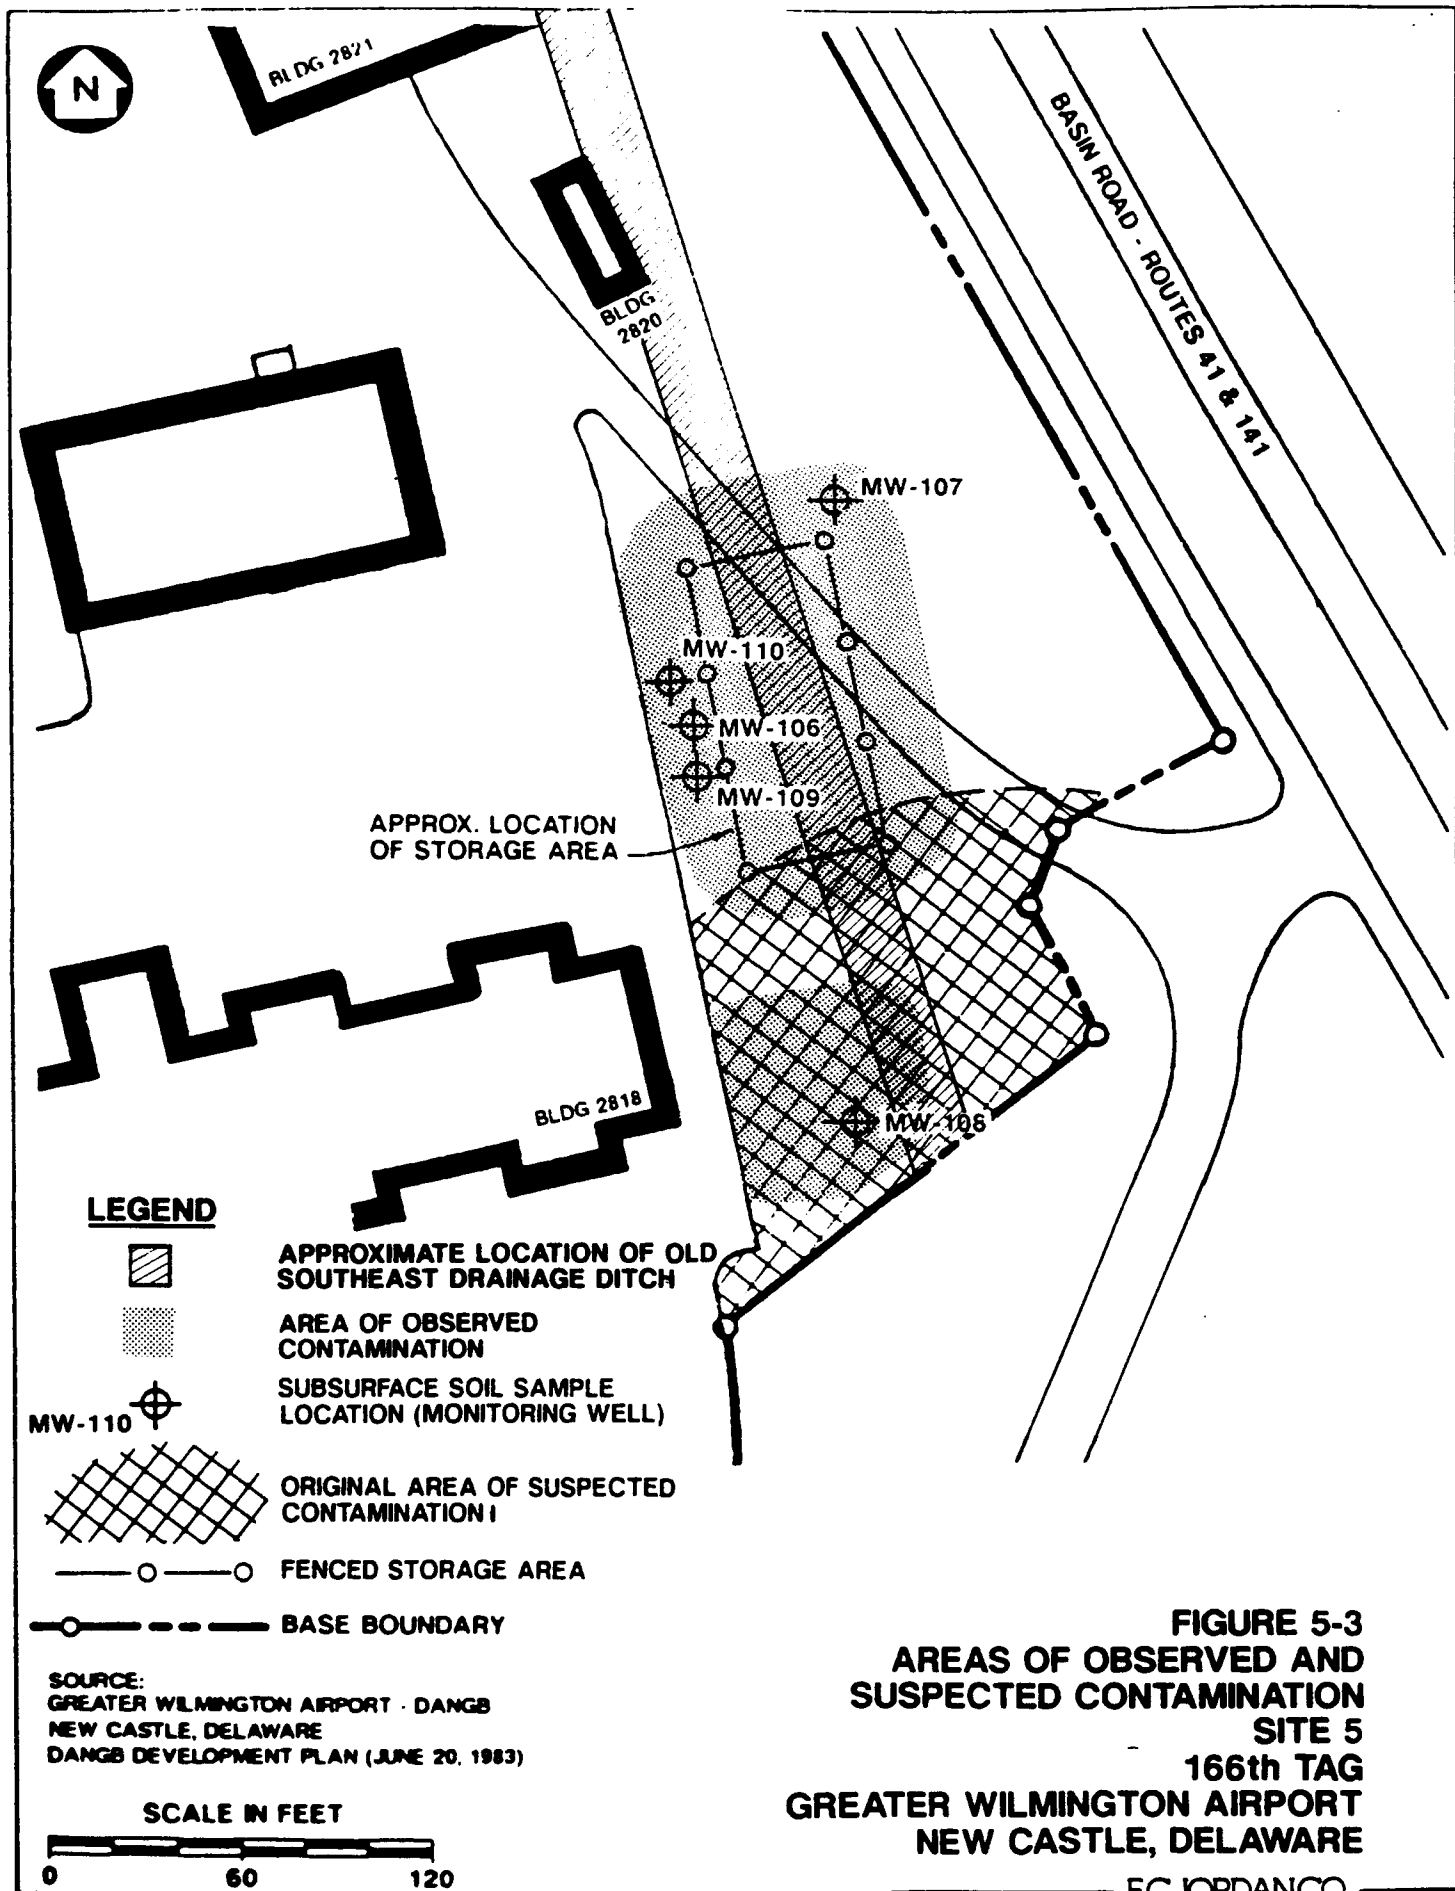 N
BLDG 2821
BASIN ROAD - ROUTES 41 & 141
BLDG
2820
MW-107
MW-110
MW-106
MW-109
APPROX. LOCATION
OF STORAGE AREA
MW-108
BLDG 2818
LEGEND
APPROXIMATE LOCATION OF OLD
SOUTHEAST DRAINAGE DITCH
AREA OF OBSERVED
CONTAMINATION
SUBSURFACE SOIL SAMPLE
LOCATION (MONITORING WELL)
MW-110
ORIGINAL AREA OF SUSPECTED
CONTAMINATION
FENCED STORAGE AREA
BASE BOUNDARY
SOURCE:
GREATER WILMINGTON AIRPORT - DANGB
NEW CASTLE, DELAWARE
DANGB DEVELOPMENT PLAN (JUNE 20, 1983)
SCALE IN FEET
0 60 120
FIGURE 5-3
AREAS OF OBSERVED AND
SUSPECTED CONTAMINATION
SITE 5
166th TAG
GREATER WILMINGTON AIRPORT
NEW CASTLE, DELAWARE
E.C. JORDAN CO.